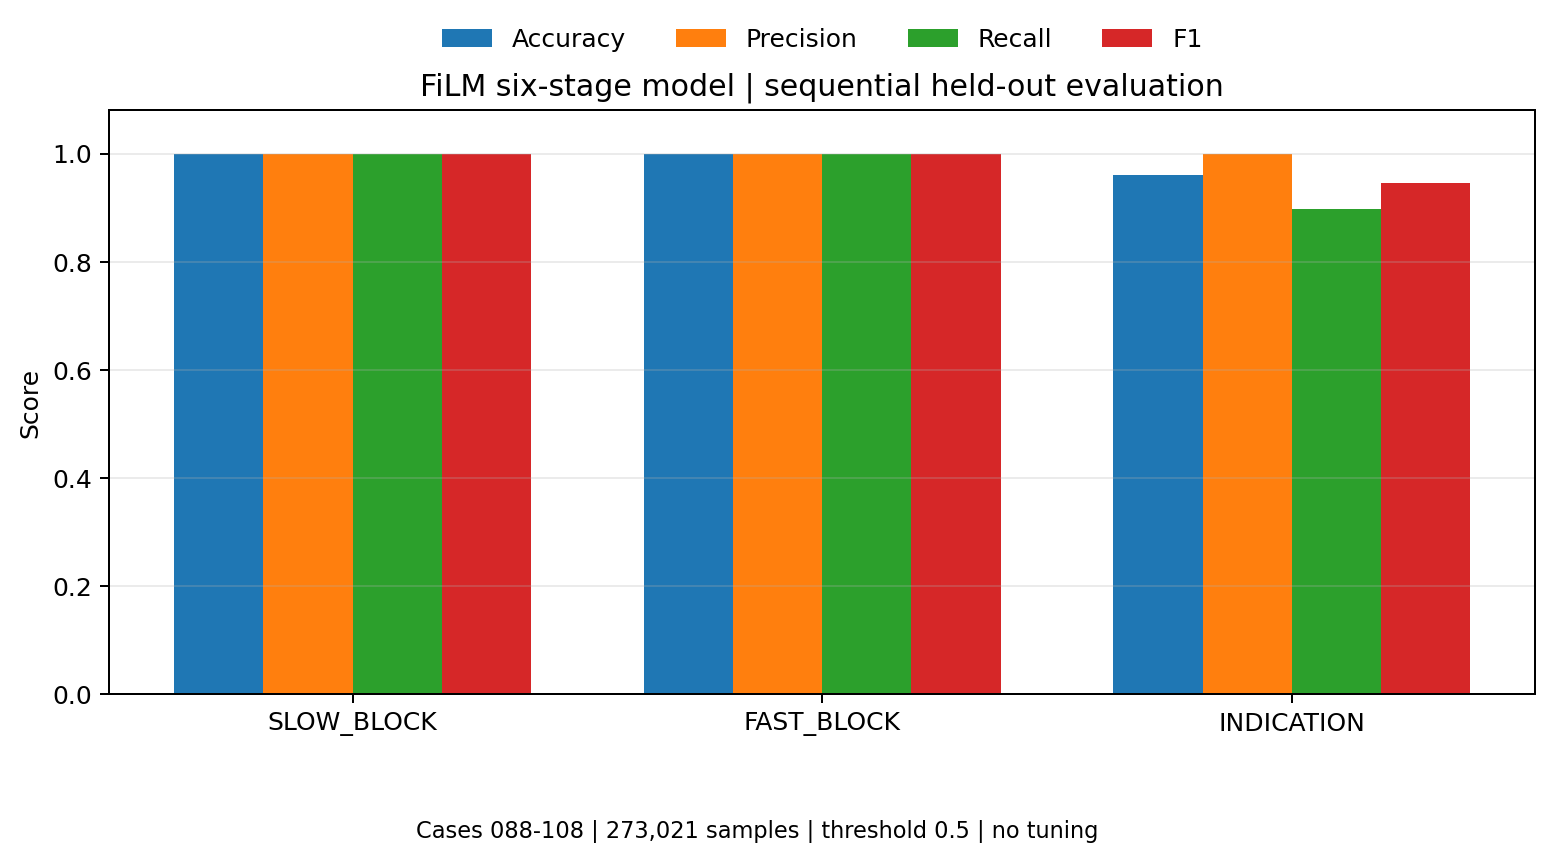 Accuracy Precision Recall F1
FiLM six-stage model | sequential held-out evaluation
1.0
0.8
0.6
0.4
0.2
0.0
Score
SLOW_BLOCK FAST_BLOCK INDICATION
Cases 088-108 | 273,021 samples | threshold 0.5 | no tuning